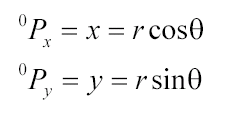 ⁰Pₓ = x = r cosθ
⁰Pᵧ = y = r sinθ